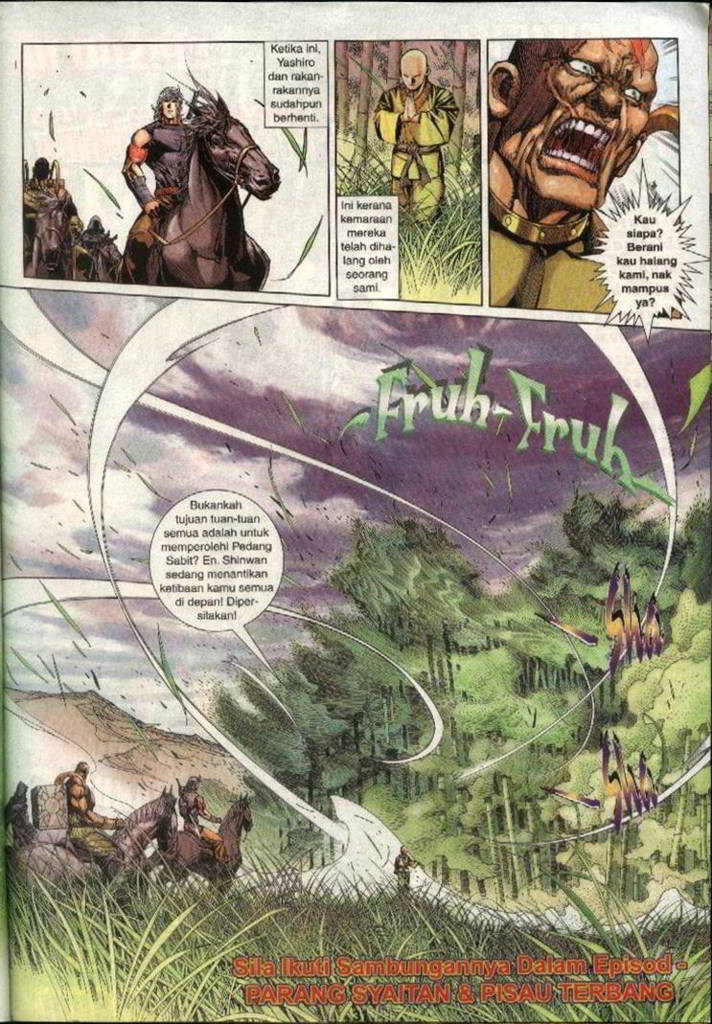 Ketika ini,
Yashiro
dan rakan-
rakannya
sudahpun
berhenti.
Ini kerana
kemaraan
mereka
telah diha-
lang oleh
seorang
sami.
Kau
siapa?
Berani
kau halang
kami, nak
mampus
ya?
Fruh-Fruh
Bukankah
tujuan tuan-tuan
semua adalah untuk
memperolehi Pedang
Sabit? En. Shinwan
sedang menantikan
ketibaan kamu semua
di depan! Diper-
silakan!
Sha
Shu
Sila Ikuti Sambungannya Dalam Episod -
PARANG SYAITAN & PISAU TERBANG